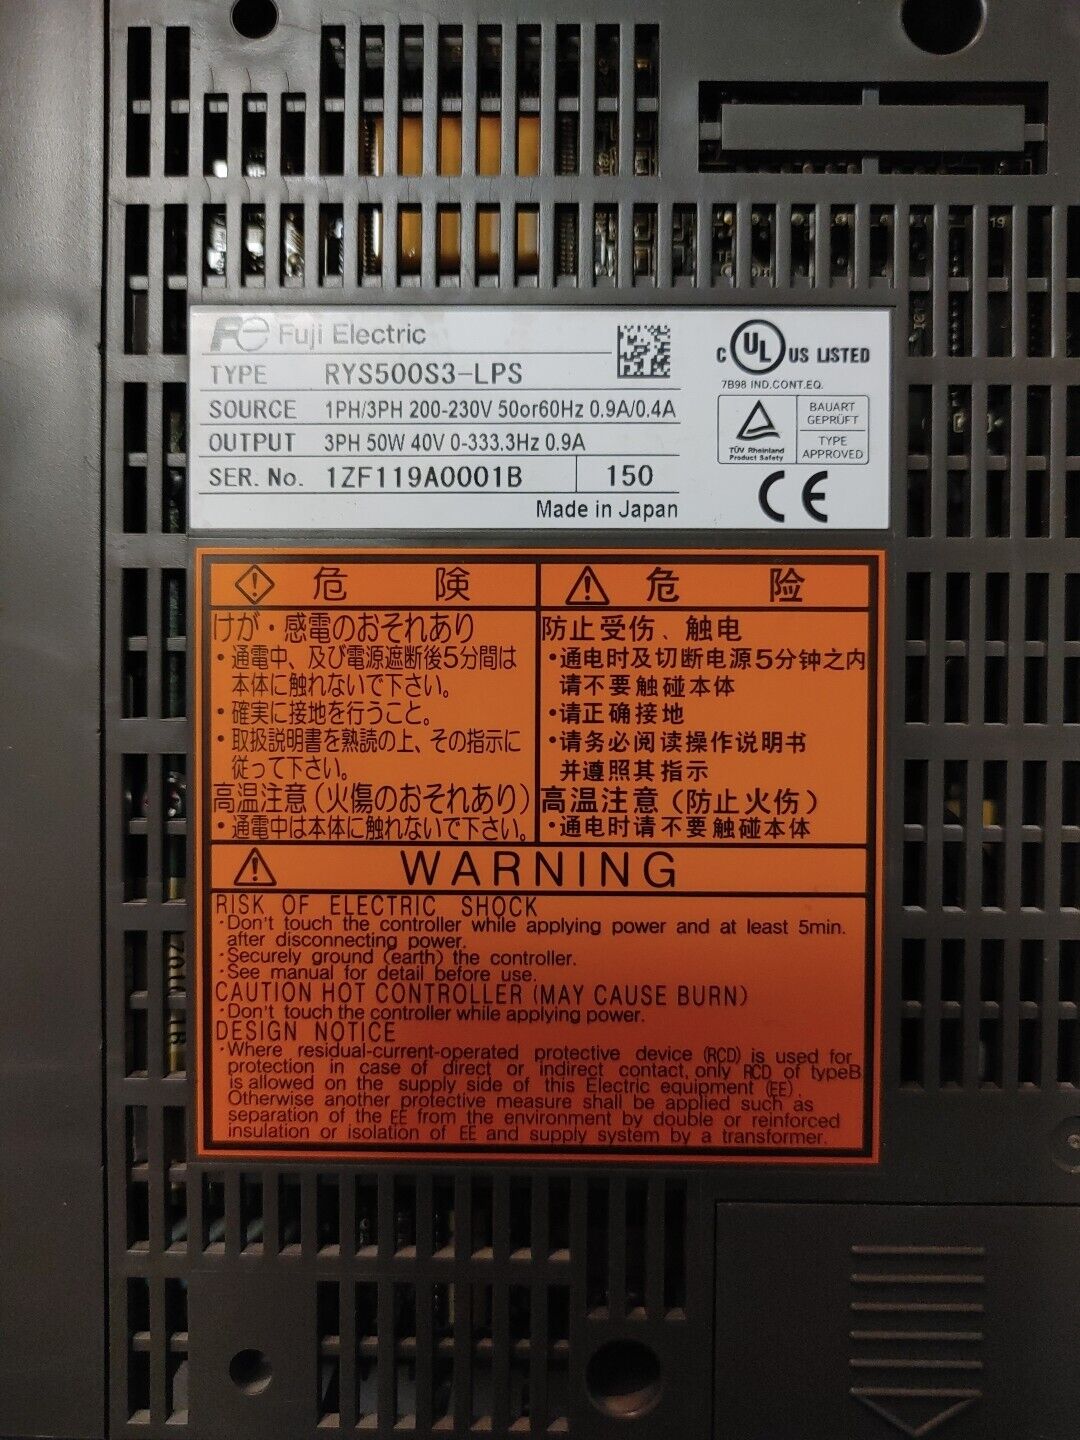 Fe Fuji Electric
TYPE RYS500S3-LPS
SOURCE 1PH/3PH 200-230V 50or60Hz 0.9A/0.4A
OUTPUT 3PH 50W 40V 0-333.3Hz 0.9A
SER. No. 1ZF119A0001B 150
Made in Japan
C UL US LISTED
7B98 IND.CONT.EQ.
TÜV Rheinland
Product Safety
BAUART
GEPRÜFT
TYPE
APPROVED
CE
危 険
けが・感電のおそれあり
・通電中、及び電源遮断後5分間は
本体に触れないで下さい。
・確実に接地を行うこと。
・取扱説明書を熟読の上、その指示に
従って下さい。
高温注意(火傷のおそれあり)
・通電中は本体に触れないで下さい。
危 险
防止受伤、触电
・通电时及切断电源5分钟之内
请不要触碰本体
・请正确接地
・请务必阅读操作说明书
并遵照其指示
高温注意(防止火伤)
・通电时请不要触碰本体
WARNING
RISK OF ELECTRIC SHOCK
・Don't touch the controller while applying power and at least 5min.
after disconnecting power.
・Securely ground (earth) the controller.
・See manual for detail before use.
CAUTION HOT CONTROLLER (MAY CAUSE BURN)
・Don't touch the controller while applying power.
DESIGN NOTICE
・Where residual-current-operated protective device (RCD) is used for
protection in case of direct or indirect contact, only RCD of typeB
is allowed on the supply side of this Electric equipment (EE).
Otherwise another protective measure shall be applied such as
separation of the EE from the environment by double or reinforced
insulation or isolation of EE and supply system by a transformer.